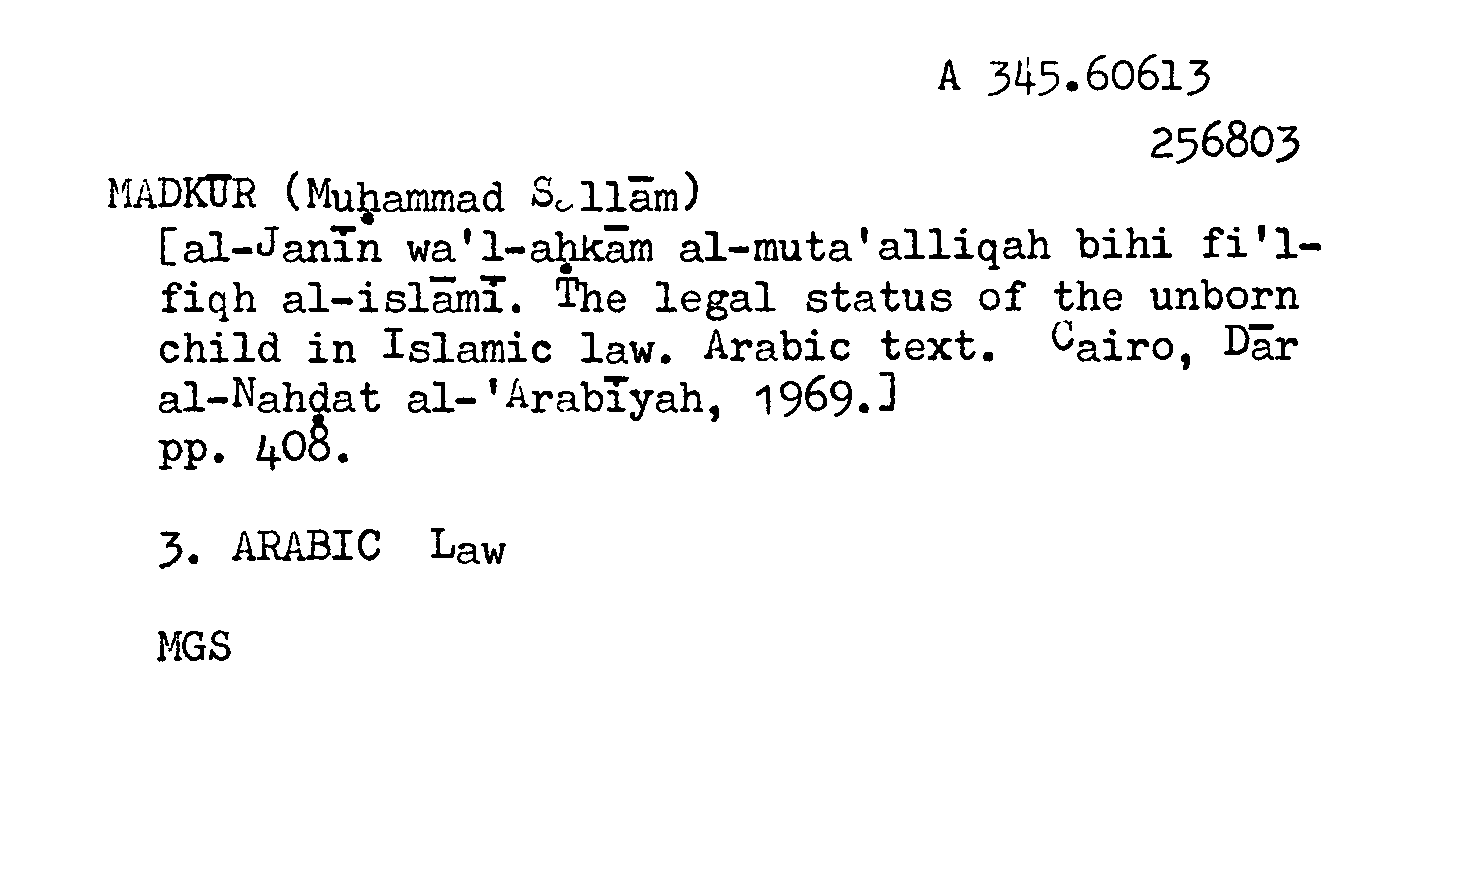 A 345.60613
256803
MADKŪR (Muḥammad Sallām)
[al-Janīn wa'l-aḥkām al-muta'alliqah bihi fi'l-
fiqh al-islāmī. The legal status of the unborn
child in Islamic law. Arabic text. Cairo, Dār
al-Nahḍat al-'Arabīyah, 1969.]
pp. 408.
3. ARABIC Law
MGS